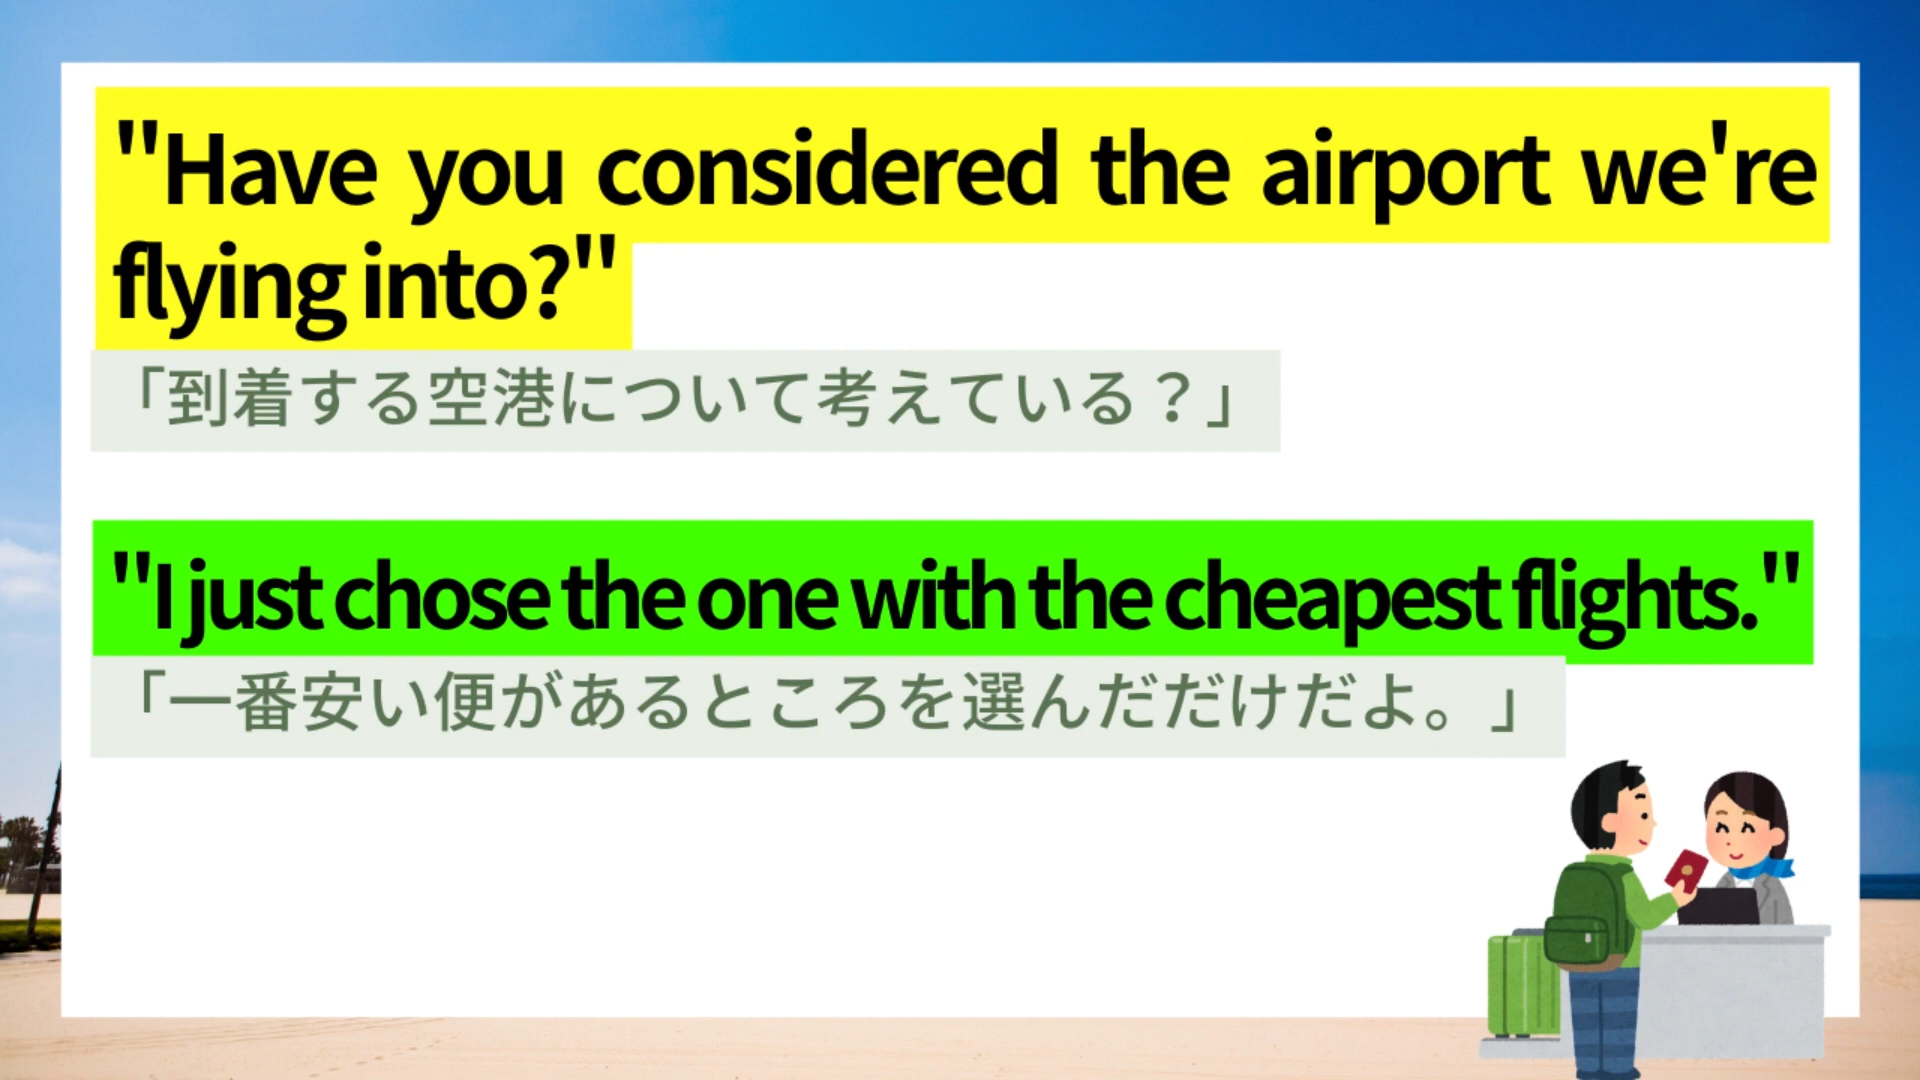 "Have you considered the airport we're
flying into?"
「到着する空港について考えている？」
"I just chose the one with the cheapest flights."
「一番安い便があるところを選んだだけだよ。」